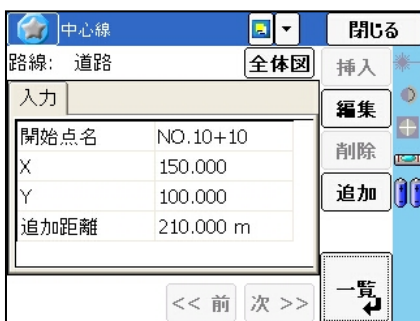 中心線
閉じる
路線: 道路
全体図
挿入
入力
編集
開始点名 NO.10+10
削除
X 150.000
Y 100.000
追加
追加距離 210.000 m
<< 前 次 >>
一覧